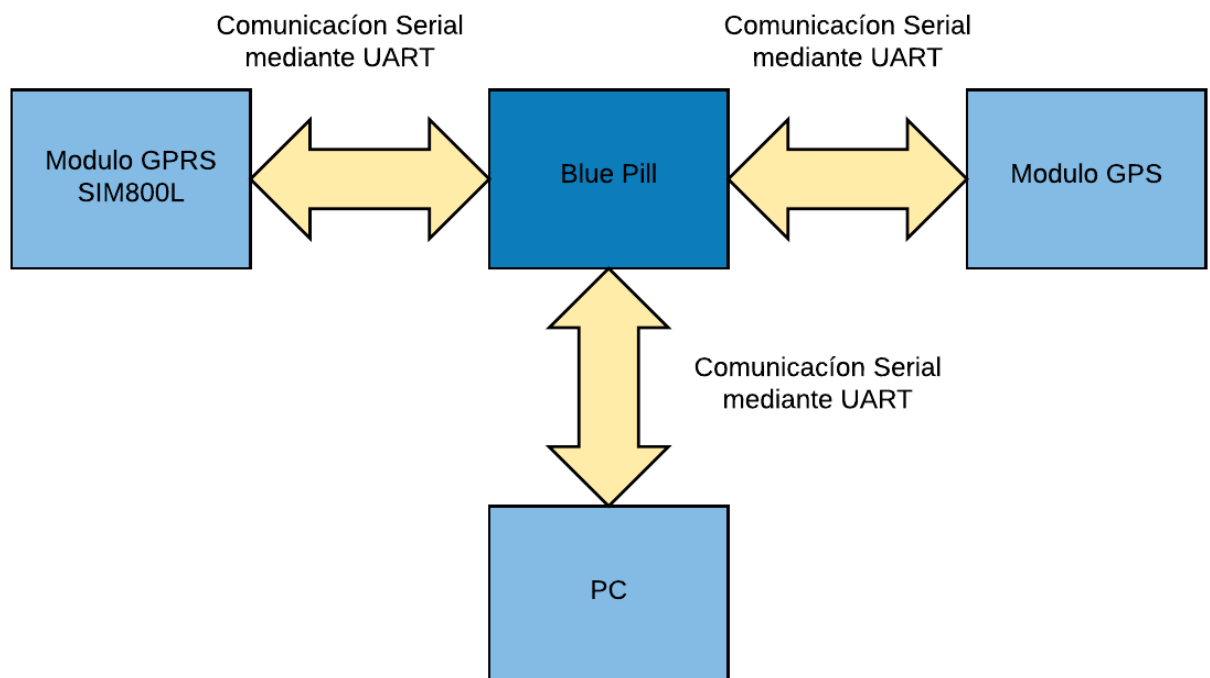 Comunicacíon Serial
mediante UART
Comunicacíon Serial
mediante UART
Modulo GPRS
SIM800L
Blue Pill
Modulo GPS
Comunicacíon Serial
mediante UART
PC